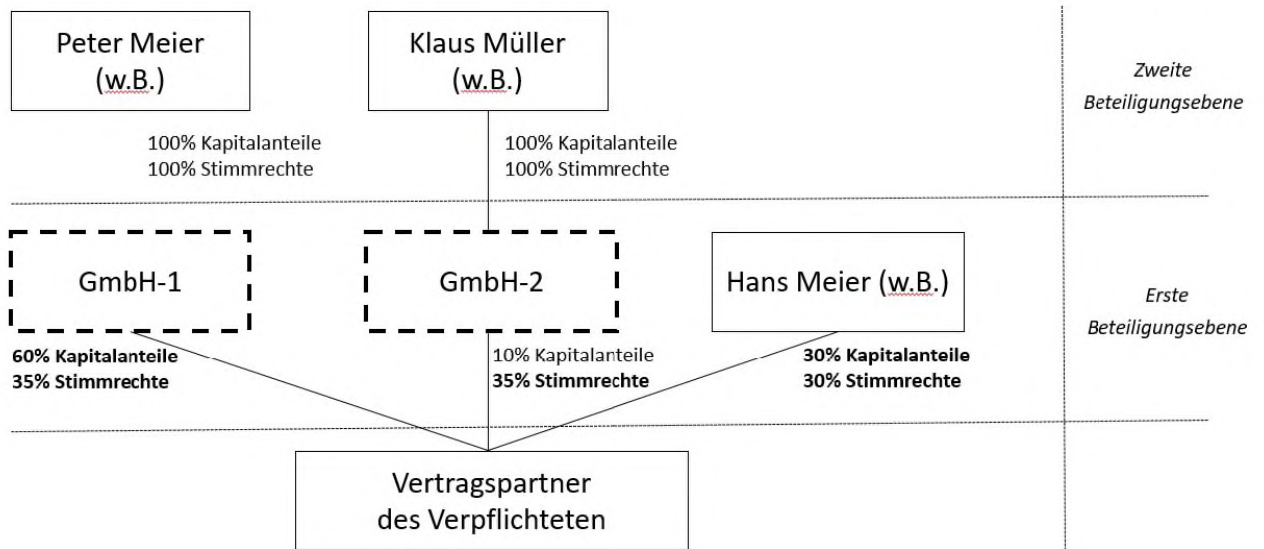 Peter Meier
(w.B.)
Klaus Müller
(w.B.)
Zweite
Beteiligungsebene
100% Kapitalanteile
100% Stimmrechte
100% Kapitalanteile
100% Stimmrechte
GmbH-1
GmbH-2
Hans Meier (w.B.)
Erste
Beteiligungsebene
60% Kapitalanteile
35% Stimmrechte
10% Kapitalanteile
35% Stimmrechte
30% Kapitalanteile
30% Stimmrechte
Vertragspartner
des Verpflichteten